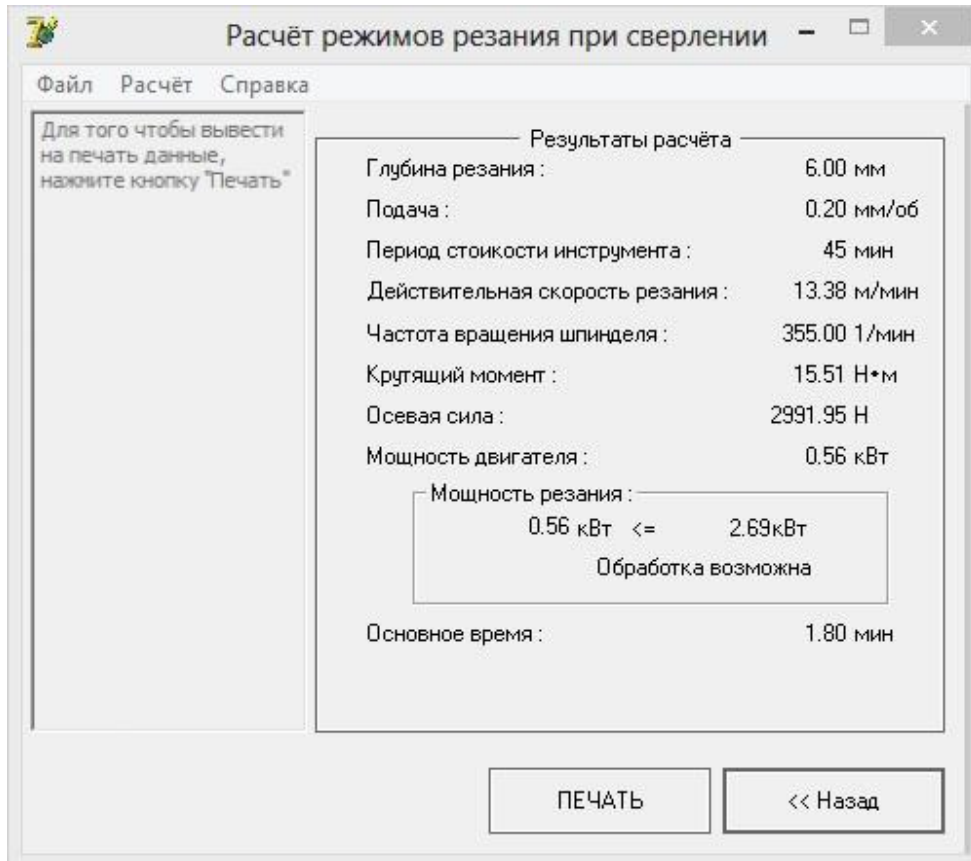 Расчёт режимов резания при сверлении
Файл Расчёт Справка
Для того чтобы вывести
на печать данные,
нажмите кнопку "Печать"
Результаты расчёта
Глубина резания : 6.00 мм
Подача : 0.20 мм/об
Период стоикости инструмента : 45 мин
Действительная скорость резания : 13.38 м/мин
Частота вращения шпинделя : 355.00 1/мин
Крутящий момент : 15.51 Н•м
Осевая сила : 2991.95 Н
Мощность двигателя : 0.56 кВт
Мощность резания :
0.56 кВт <= 2.69кВт
Обработка возможна
Основное время : 1.80 мин
ПЕЧАТЬ << Назад